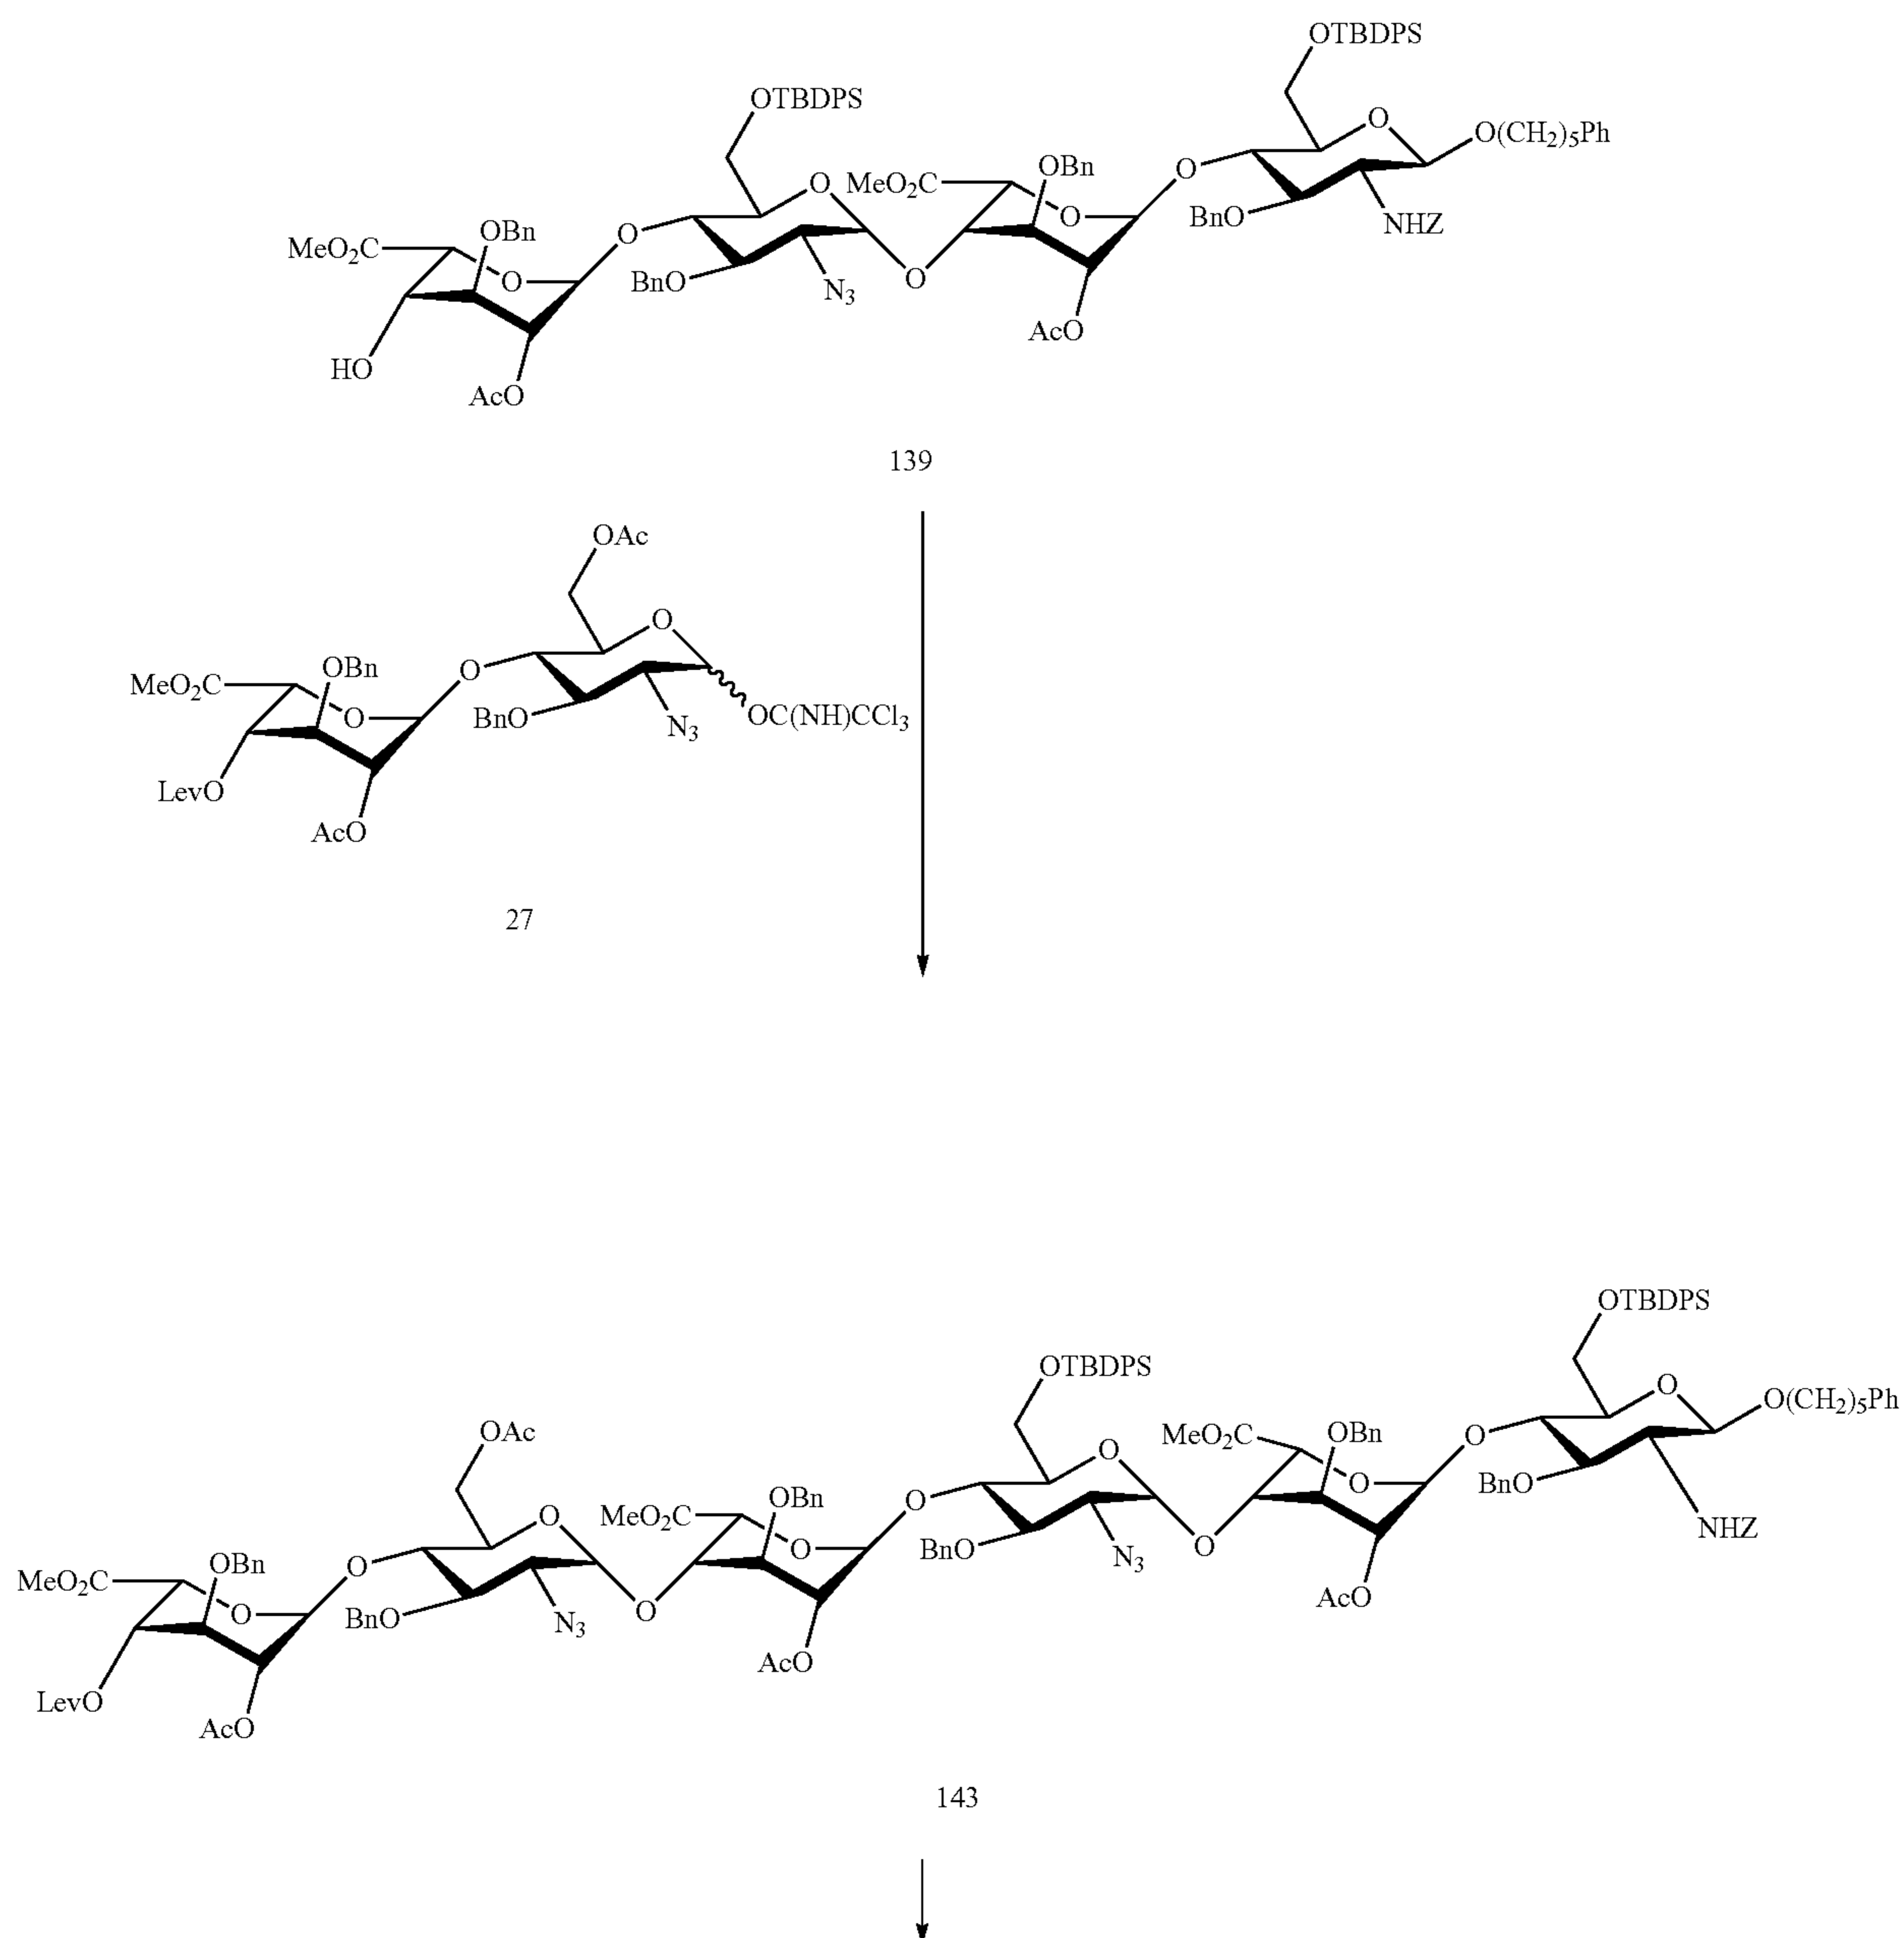 OTBDPS
OTBDPS
O
O(CH2)5Ph
OBn
O
O
MeO2C
O
BnO
NHZ
OBn
O
MeO2C
O
BnO
N3
O
AcO
HO
AcO
139
OAc
O
OBn
O
MeO2C
O
BnO
N3
OC(NH)CCl3
LevO
AcO
27
OTBDPS
OTBDPS
O
O(CH2)5Ph
OAc
MeO2C
OBn
O
O
O
BnO
NHZ
OBn
O
MeO2C
O
O
BnO
N3
O
AcO
OBn
O
MeO2C
O
BnO
N3
O
AcO
LevO
AcO
143